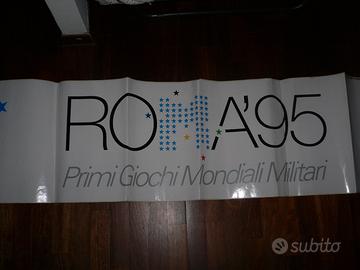 ROMA'95
Primi Giochi Mondiali Militari
subito